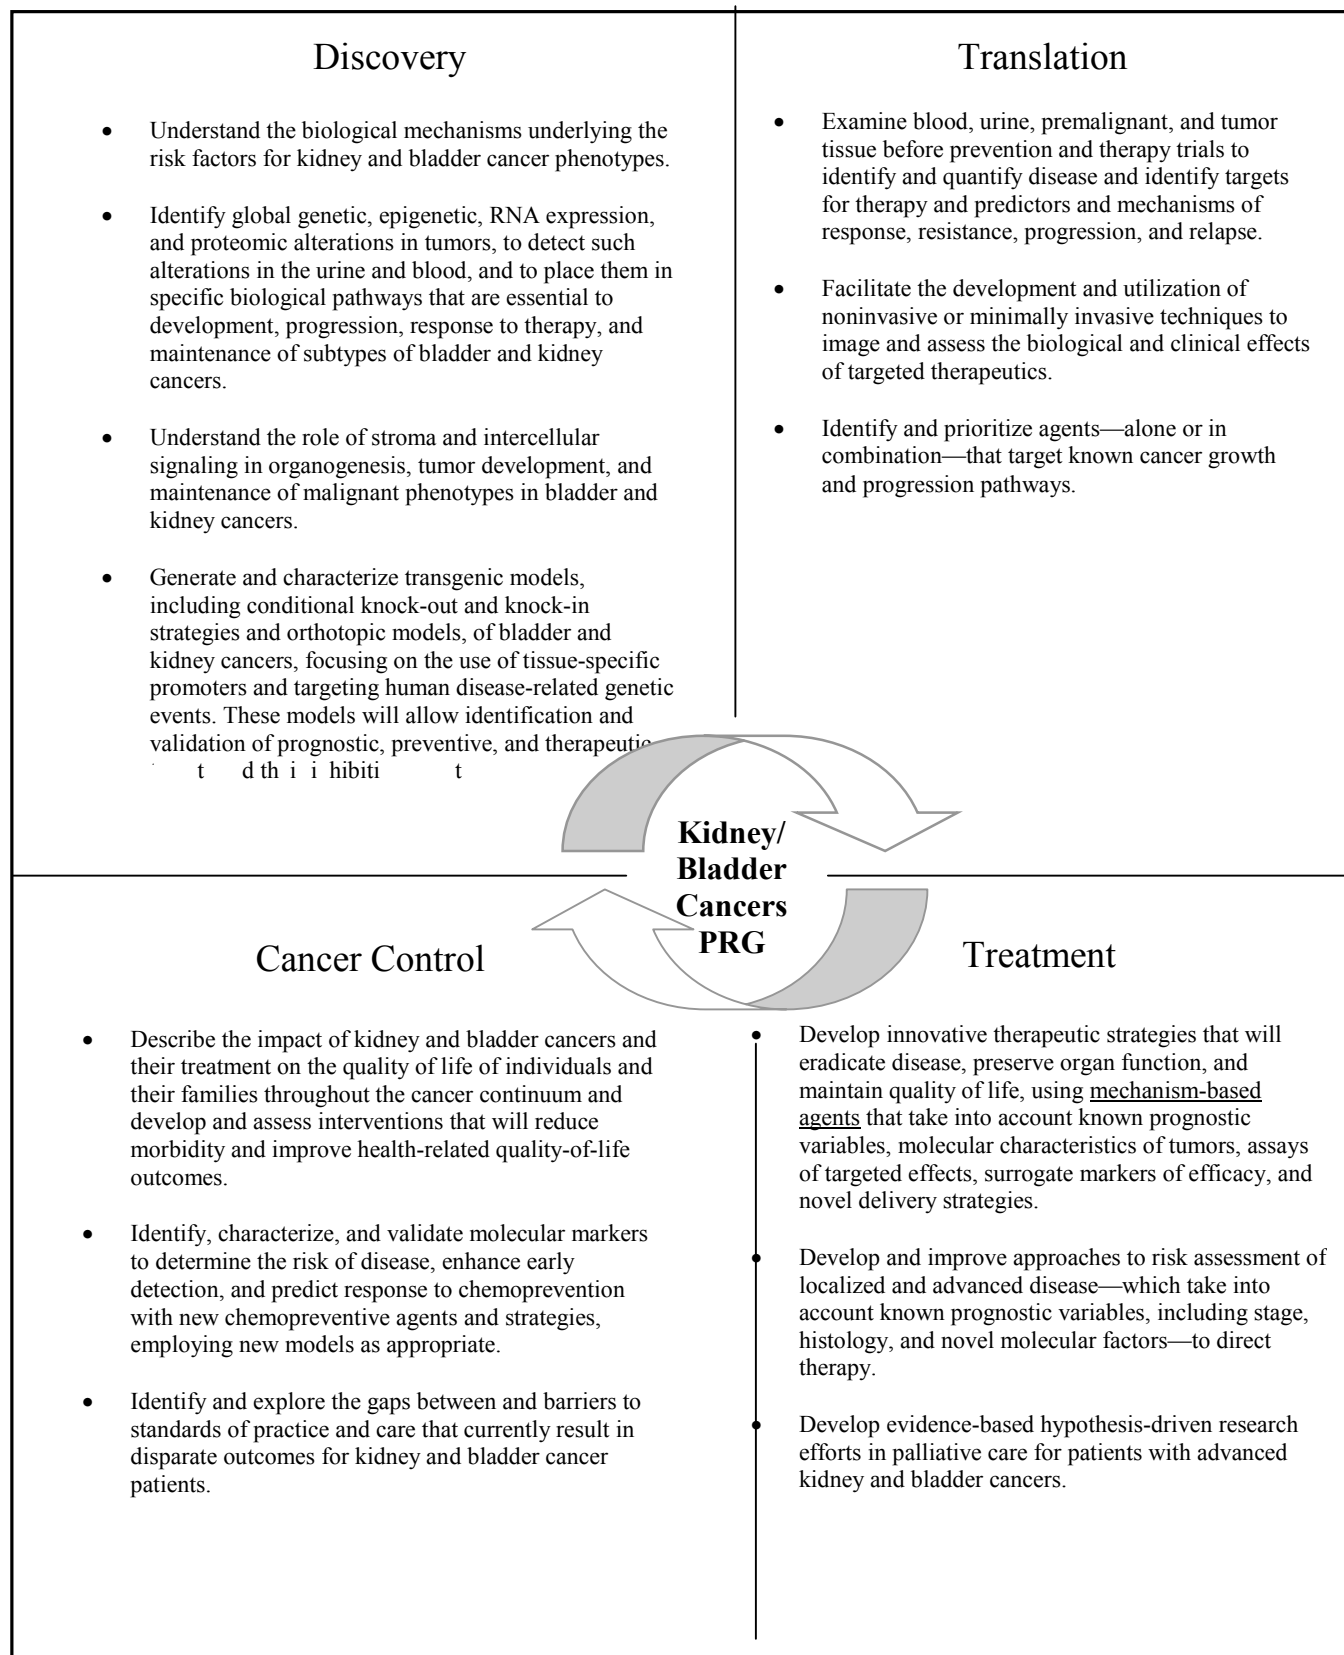 Discovery
• Understand the biological mechanisms underlying the
risk factors for kidney and bladder cancer phenotypes.
• Identify global genetic, epigenetic, RNA expression,
and proteomic alterations in tumors, to detect such
alterations in the urine and blood, and to place them in
specific biological pathways that are essential to
development, progression, response to therapy, and
maintenance of subtypes of bladder and kidney
cancers.
• Understand the role of stroma and intercellular
signaling in organogenesis, tumor development, and
maintenance of malignant phenotypes in bladder and
kidney cancers.
• Generate and characterize transgenic models,
including conditional knock-out and knock-in
strategies and orthotopic models, of bladder and
kidney cancers, focusing on the use of tissue-specific
promoters and targeting human disease-related genetic
events. These models will allow identification and
validation of prognostic, preventive, and therapeutic
Translation
• Examine blood, urine, premalignant, and tumor
tissue before prevention and therapy trials to
identify and quantify disease and identify targets
for therapy and predictors and mechanisms of
response, resistance, progression, and relapse.
• Facilitate the development and utilization of
noninvasive or minimally invasive techniques to
image and assess the biological and clinical effects
of targeted therapeutics.
• Identify and prioritize agents—alone or in
combination—that target known cancer growth
and progression pathways.
Kidney/
Bladder
Cancers
PRG
Cancer Control
• Describe the impact of kidney and bladder cancers and
their treatment on the quality of life of individuals and
their families throughout the cancer continuum and
develop and assess interventions that will reduce
morbidity and improve health-related quality-of-life
outcomes.
• Identify, characterize, and validate molecular markers
to determine the risk of disease, enhance early
detection, and predict response to chemoprevention
with new chemopreventive agents and strategies,
employing new models as appropriate.
• Identify and explore the gaps between and barriers to
standards of practice and care that currently result in
disparate outcomes for kidney and bladder cancer
patients.
Treatment
• Develop innovative therapeutic strategies that will
eradicate disease, preserve organ function, and
maintain quality of life, using mechanism-based
agents that take into account known prognostic
variables, molecular characteristics of tumors, assays
of targeted effects, surrogate markers of efficacy, and
novel delivery strategies.
• Develop and improve approaches to risk assessment of
localized and advanced disease—which take into
account known prognostic variables, including stage,
histology, and novel molecular factors—to direct
therapy.
• Develop evidence-based hypothesis-driven research
efforts in palliative care for patients with advanced
kidney and bladder cancers.